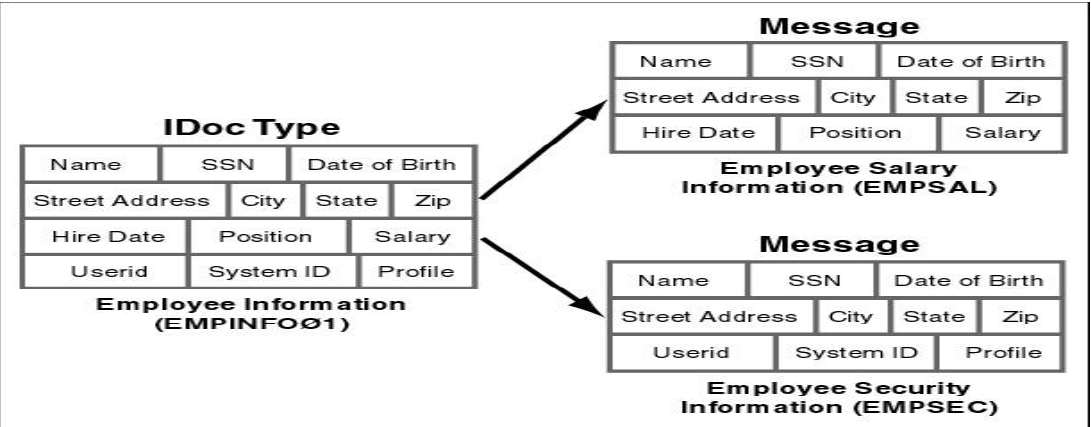 IDoc Type
Name SSN Date of Birth
Street Address City State Zip
Hire Date Position Salary
Userid System ID Profile
Employee Information
(EMPINFOØ1)
Message
Name SSN Date of Birth
Street Address City State Zip
Hire Date Position Salary
Employee Salary
Information (EMPSAL)
Message
Name SSN Date of Birth
Street Address City State Zip
Userid System ID Profile
Employee Security
Information (EMPSEC)